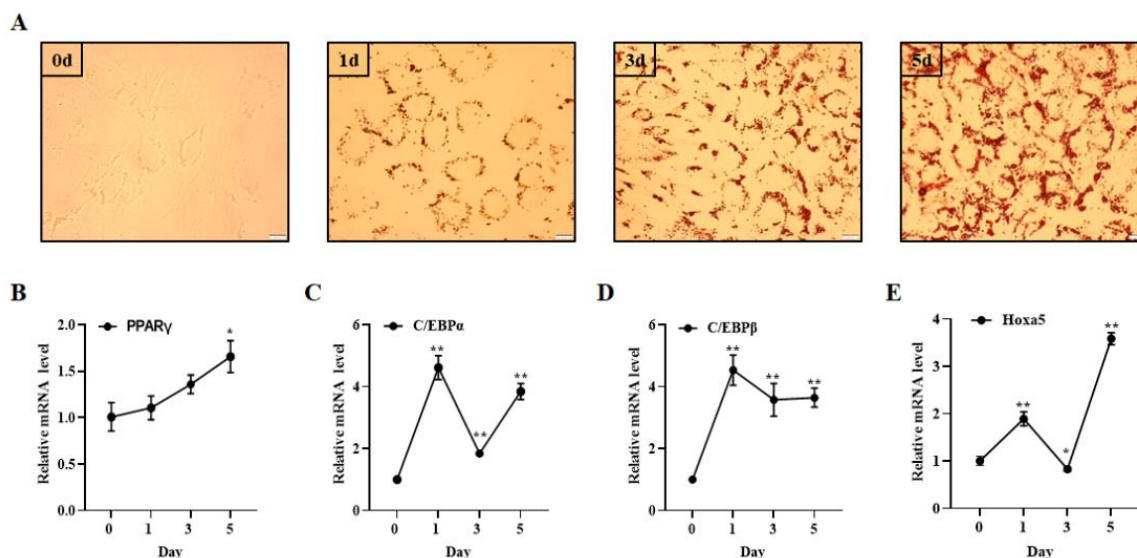 A
0d
1d
3d
5d
B
PPARγ
Relative mRNA level
2.0
*
1.5
1.0
0.5
0.0
0 1 3 5
Day
C
C/EBPα
Relative mRNA level
6
**
4
**
2
**
0
0 1 3 5
Day
D
C/EBPβ
Relative mRNA level
6
**
** **
4
2
0
0 1 3 5
Day
E
Hoxa5
Relative mRNA level
4
**
3
2
**
1
*
0
0 1 3 5
Day